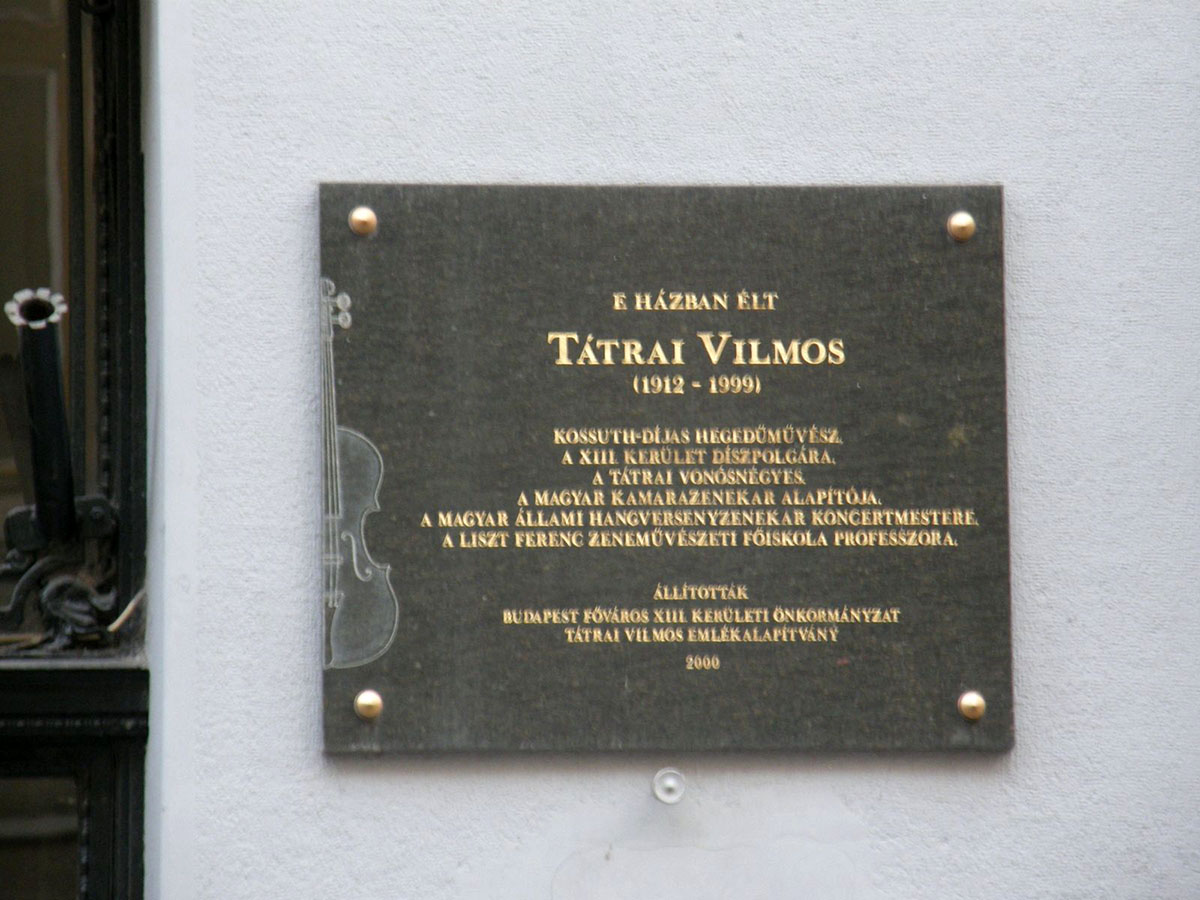 E HÁZBAN ÉLT
TÁTRAI VILMOS
(1912 - 1999)
KOSSUTH-DÍJAS HEGEDŰMŰVÉSZ,
A XIII. KERÜLET DÍSZPOLGÁRA,
A TÁTRAI VONÓSNÉGYES,
A MAGYAR KAMARAZENEKAR ALAPÍTÓJA,
A MAGYAR ÁLLAMI HANGVERSENYZENEKAR KONCERTMESTERE,
A LISZT FERENC ZENEMŰVÉSZETI FŐISKOLA PROFESSZORA.
ÁLLÍTOTTÁK
BUDAPEST FŐVÁROS XIII. KERÜLETI ÖNKORMÁNYZAT
TÁTRAI VILMOS EMLÉKALAPÍTVÁNY
2000